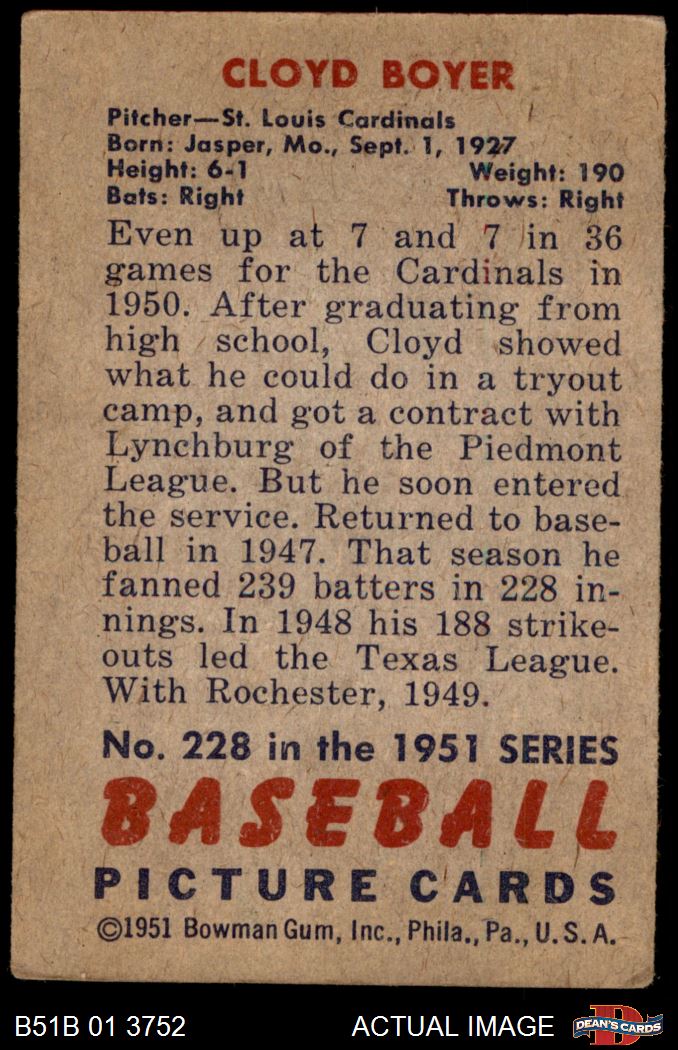 CLOYD BOYER
Pitcher—St. Louis Cardinals
Born: Jasper, Mo., Sept. 1, 1927
Height: 6-1 Weight: 190
Bats: Right Throws: Right
Even up at 7 and 7 in 36
games for the Cardinals in
1950. After graduating from
high school, Cloyd showed
what he could do in a tryout
camp, and got a contract with
Lynchburg of the Piedmont
League. But he soon entered
the service. Returned to base-
ball in 1947. That season he
fanned 239 batters in 228 in-
nings. In 1948 his 188 strike-
outs led the Texas League.
With Rochester, 1949.
No. 228 in the 1951 SERIES
BASEBALL
PICTURE CARDS
©1951 Bowman Gum, Inc., Phila., Pa., U.S.A.
B51B 01 3752 ACTUAL IMAGE D DEAN'S CARDS